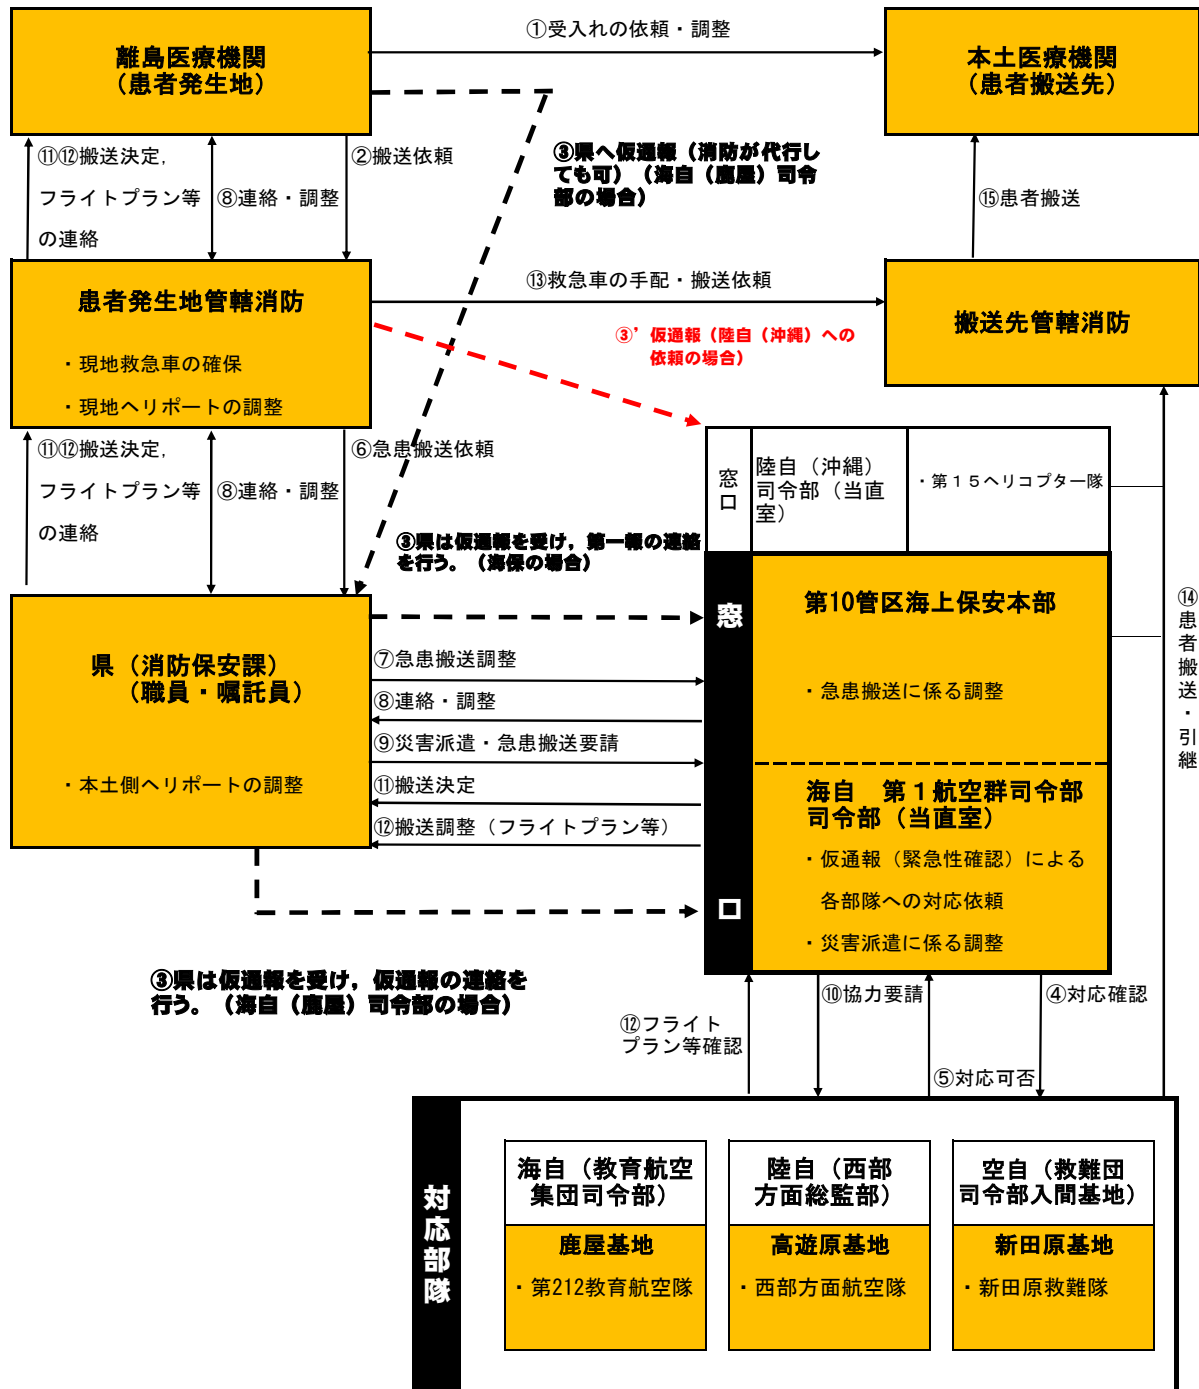 離島医療機関
（患者発生地）
①受入れの依頼・調整
本土医療機関
（患者搬送先）
⑪⑫搬送決定，
フライトプラン等
の連絡
⑧連絡・調整
②搬送依頼
③県へ仮通報（消防が代行し
ても可）（海自（鹿屋）司令
部の場合）
⑮患者搬送
患者発生地管轄消防
・現地救急車の確保
・現地ヘリポートの調整
⑬救急車の手配・搬送依頼
③’仮通報（陸自（沖縄）への
依頼の場合）
搬送先管轄消防
⑪⑫搬送決定，
フライトプラン等
の連絡
⑧連絡・調整
⑥急患搬送依頼
窓口
陸自（沖縄）
司令部（当直
室）
・第１５ヘリコプター隊
③県は仮通報を受け，第一報の連絡
を行う。（海保の場合）
県（消防保安課）
（職員・嘱託員）
・本土側ヘリポートの調整
⑦急患搬送調整
⑧連絡・調整
⑨災害派遣・急患搬送要請
⑪搬送決定
⑫搬送調整（フライトプラン等）
窓口
第10管区海上保安本部
・急患搬送に係る調整
海自　第１航空群司令部
司令部（当直室）
・仮通報（緊急性確認）による
各部隊への対応依頼
・災害派遣に係る調整
⑭患者搬送・引継
③県は仮通報を受け，仮通報の連絡を
行う。（海自（鹿屋）司令部の場合）
⑫フライト
プラン等確認
⑩協力要請
⑤対応可否
④対応確認
対応部隊
海自（教育航空
集団司令部）
鹿屋基地
・第212教育航空隊
陸自（西部
方面総監部）
高遊原基地
・西部方面航空隊
空自（救難団
司令部入間基地）
新田原基地
・新田原救難隊